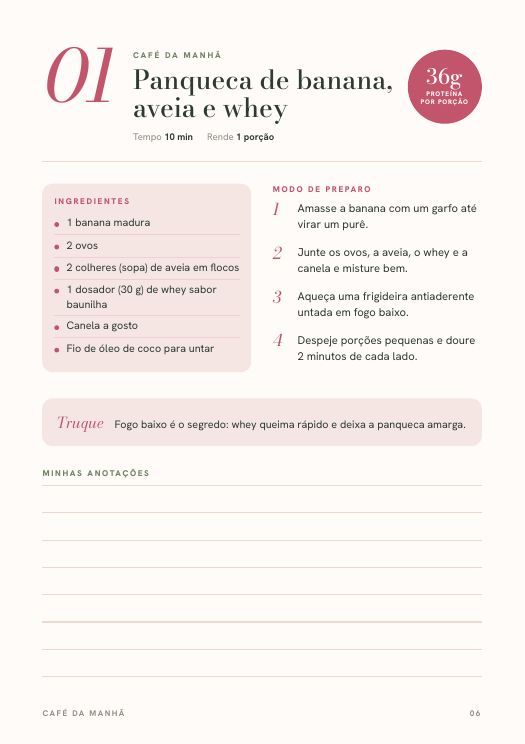 01
CAFÉ DA MANHÃ
Panqueca de banana,
aveia e whey
Tempo 10 min Rende 1 porção
36g
PROTEÍNA
POR PORÇÃO
INGREDIENTES
1 banana madura
2 ovos
2 colheres (sopa) de aveia em flocos
1 dosador (30 g) de whey sabor
baunilha
Canela a gosto
Fio de óleo de coco para untar
MODO DE PREPARO
1 Amasse a banana com um garfo até
virar um purê.
2 Junte os ovos, a aveia, o whey e a
canela e misture bem.
3 Aqueça uma frigideira antiaderente
untada em fogo baixo.
4 Despeje porções pequenas e doure
2 minutos de cada lado.
Truque Fogo baixo é o segredo: whey queima rápido e deixa a panqueca amarga.
MINHAS ANOTAÇÕES
CAFÉ DA MANHÃ 06